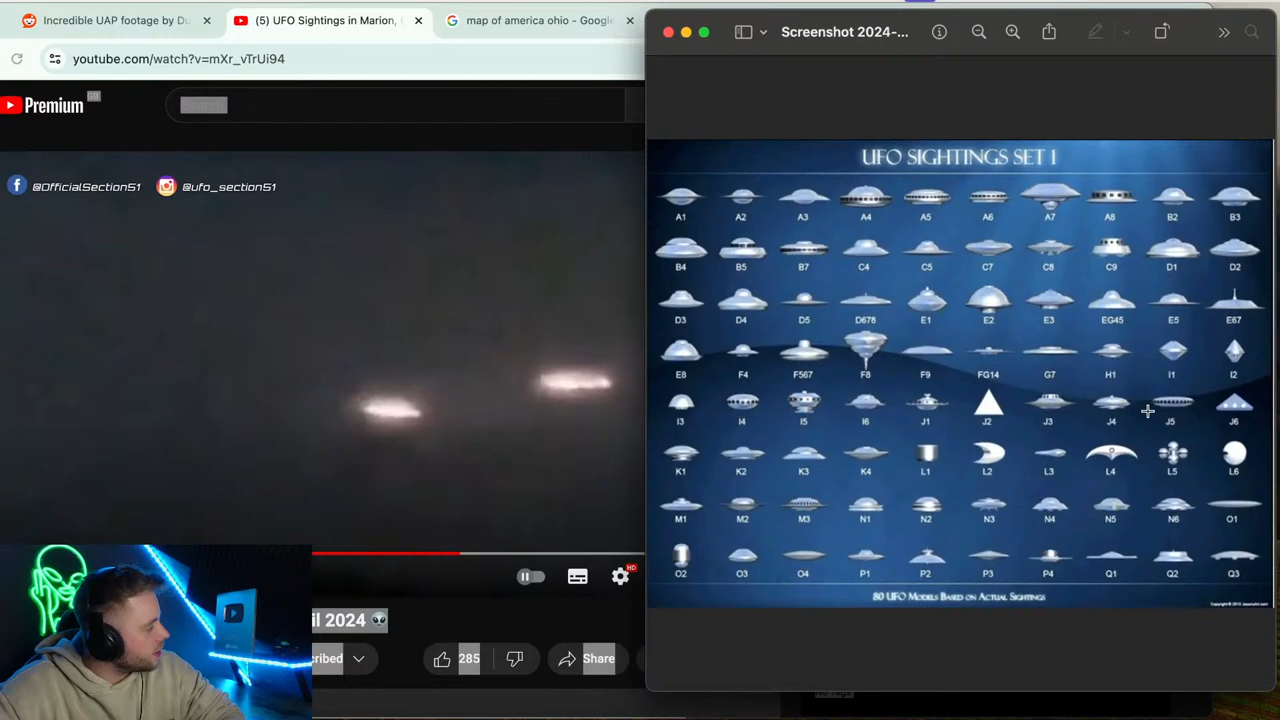 Incredible UAP footage by Du
(5) UFO Sightings in Marion,
map of america ohio - Google
youtube.com/watch?v=mXr_vTrUi94
Premium GB
Search
@OfficialSection51 @ufo_section51
HD
il 2024
ribed
285
Share
Screenshot 2024-...
UFO SIGHTINGS SET 1
A1 A2 A3 A4 A5 A6 A7 A8 B2 B3
B4 B5 B7 C4 C5 C7 C8 C9 D1 D2
D3 D4 D5 D678 E1 E2 E3 EG45 E5 E67
E8 F4 F567 F8 F9 FG14 G7 H1 I1 I2
I3 I4 I5 I6 J1 J2 J3 J4 J5 J6
K1 K2 K3 K4 L1 L2 L3 L4 L5 L6
M1 M2 M3 N1 N2 N3 N4 N5 N6 O1
O2 O3 O4 P1 P2 P3 P4 Q1 Q2 Q3
80 UFO MODELS BASED ON ACTUAL SIGHTINGS